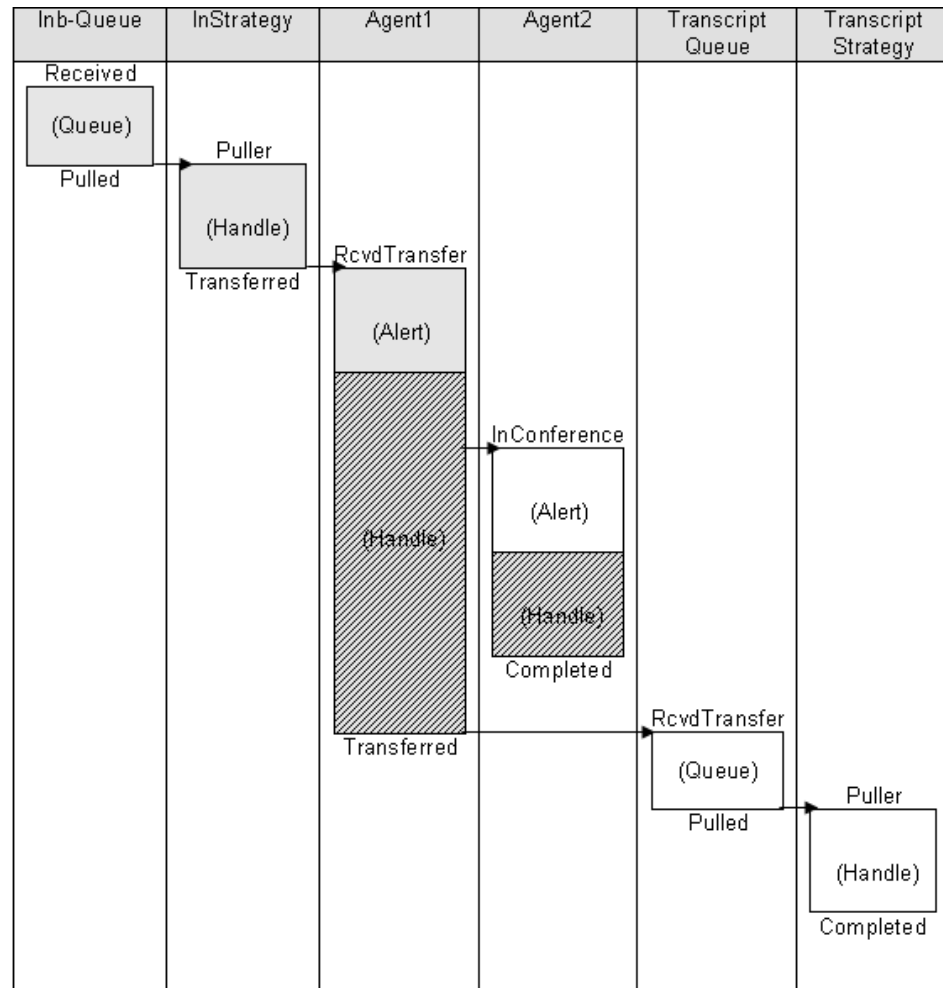 Inb-Queue
InStrategy
Agent1
Agent2
Transcript
Queue
Transcript
Strategy
Received
(Queue)
Pulled
Puller
(Handle)
Transferred
RcvdTransfer
(Alert)
(Handle)
Transferred
InConference
(Alert)
(Handle)
Completed
RcvdTransfer
(Queue)
Pulled
Puller
(Handle)
Completed